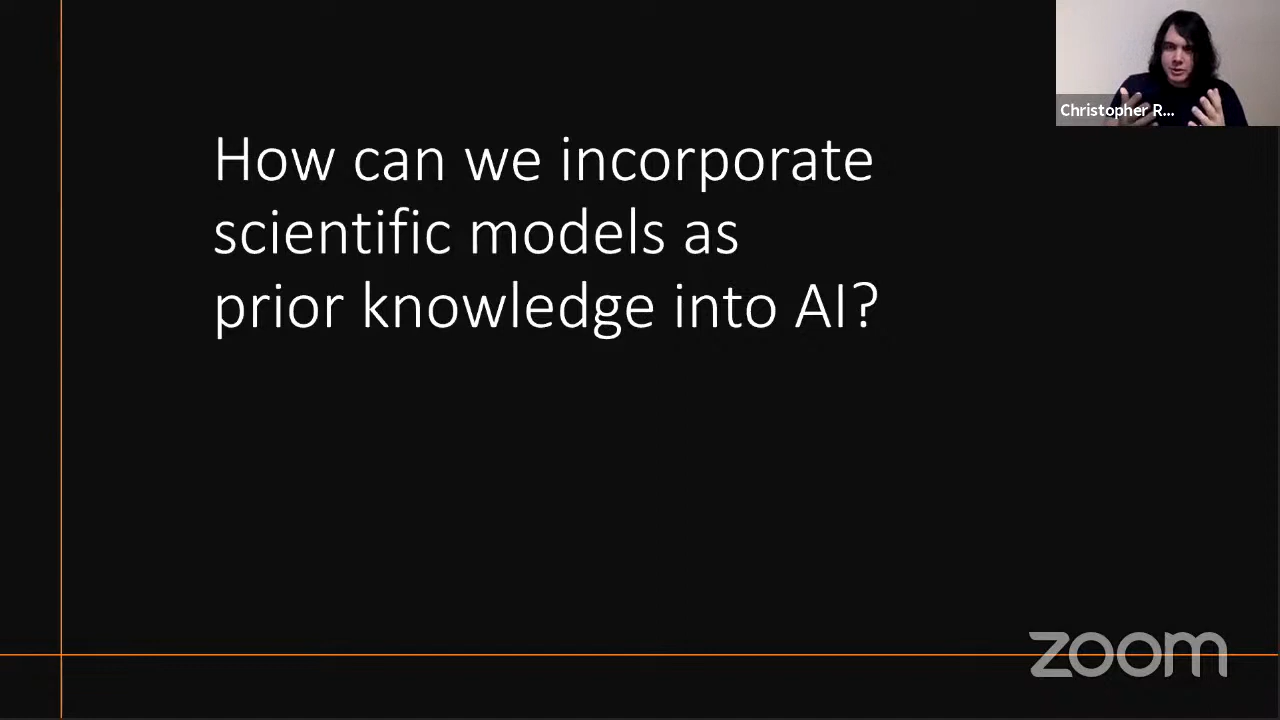 Christopher R...
How can we incorporate
scientific models as
prior knowledge into AI?
zoom